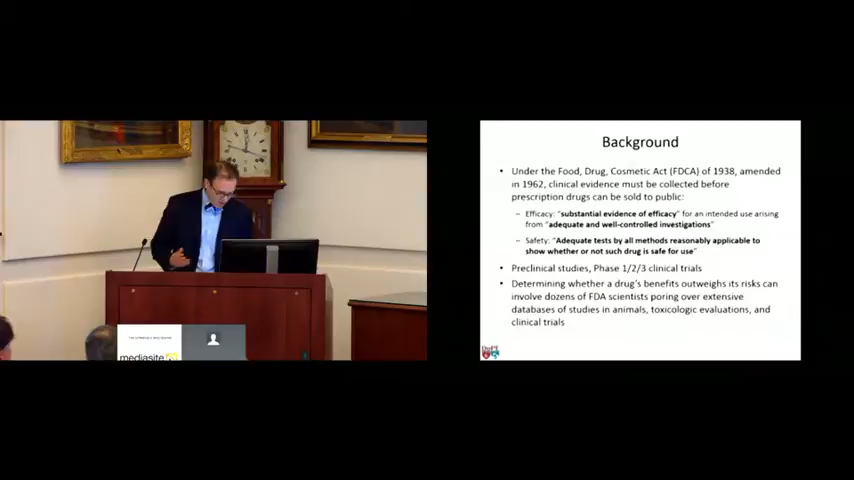 mediasite
Background
• Under the Food, Drug, Cosmetic Act (FDCA) of 1938, amended
in 1962, clinical evidence must be collected before
prescription drugs can be sold to public:
– Efficacy: "substantial evidence of efficacy" for an intended use arising
from "adequate and well-controlled investigations"
– Safety: "Adequate tests by all methods reasonably applicable to
show whether or not such drug is safe for use"
• Preclinical studies, Phase 1/2/3 clinical trials
• Determining whether a drug's benefits outweighs its risks can
involve dozens of FDA scientists poring over extensive
databases of studies in animals, toxicologic evaluations, and
clinical trials